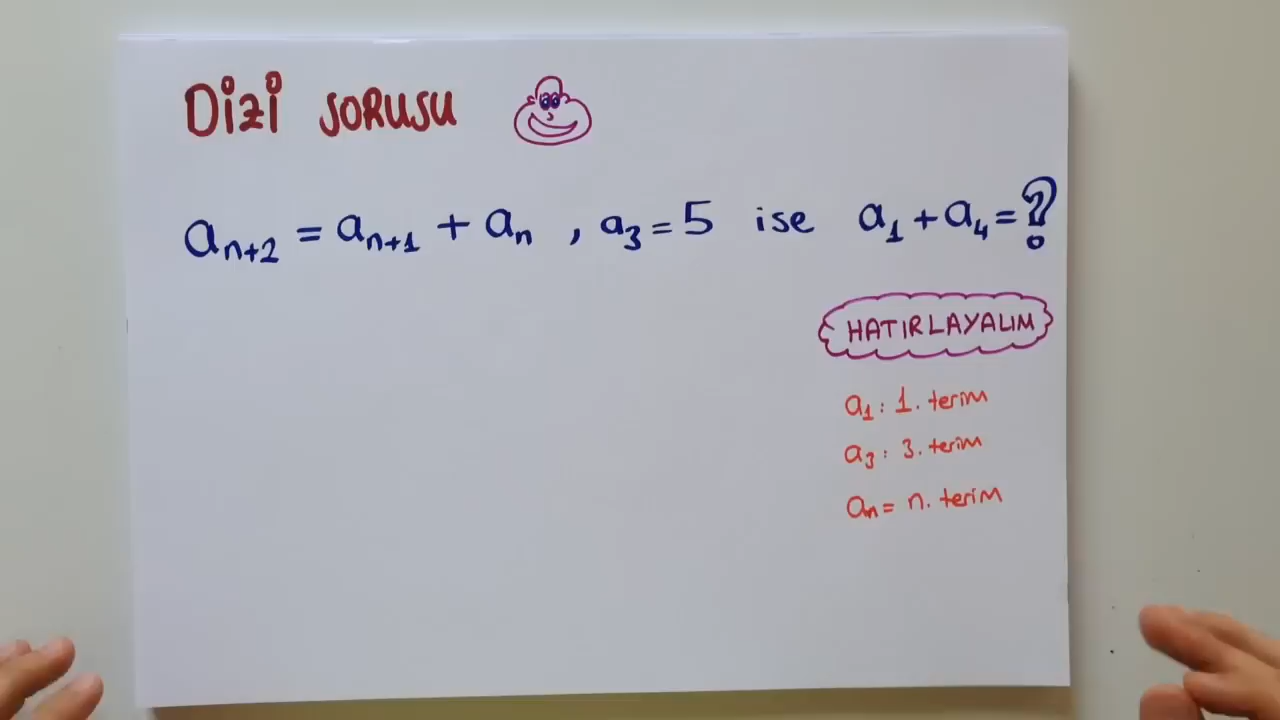 Dizi SORUSU
aₙ₊₂ = aₙ₊₁ + aₙ , a₃ = 5 ise a₁ + a₄ = ?
HATIRLAYALIM
a₁ : 1. terim
a₃ : 3. terim
aₙ = n. terim